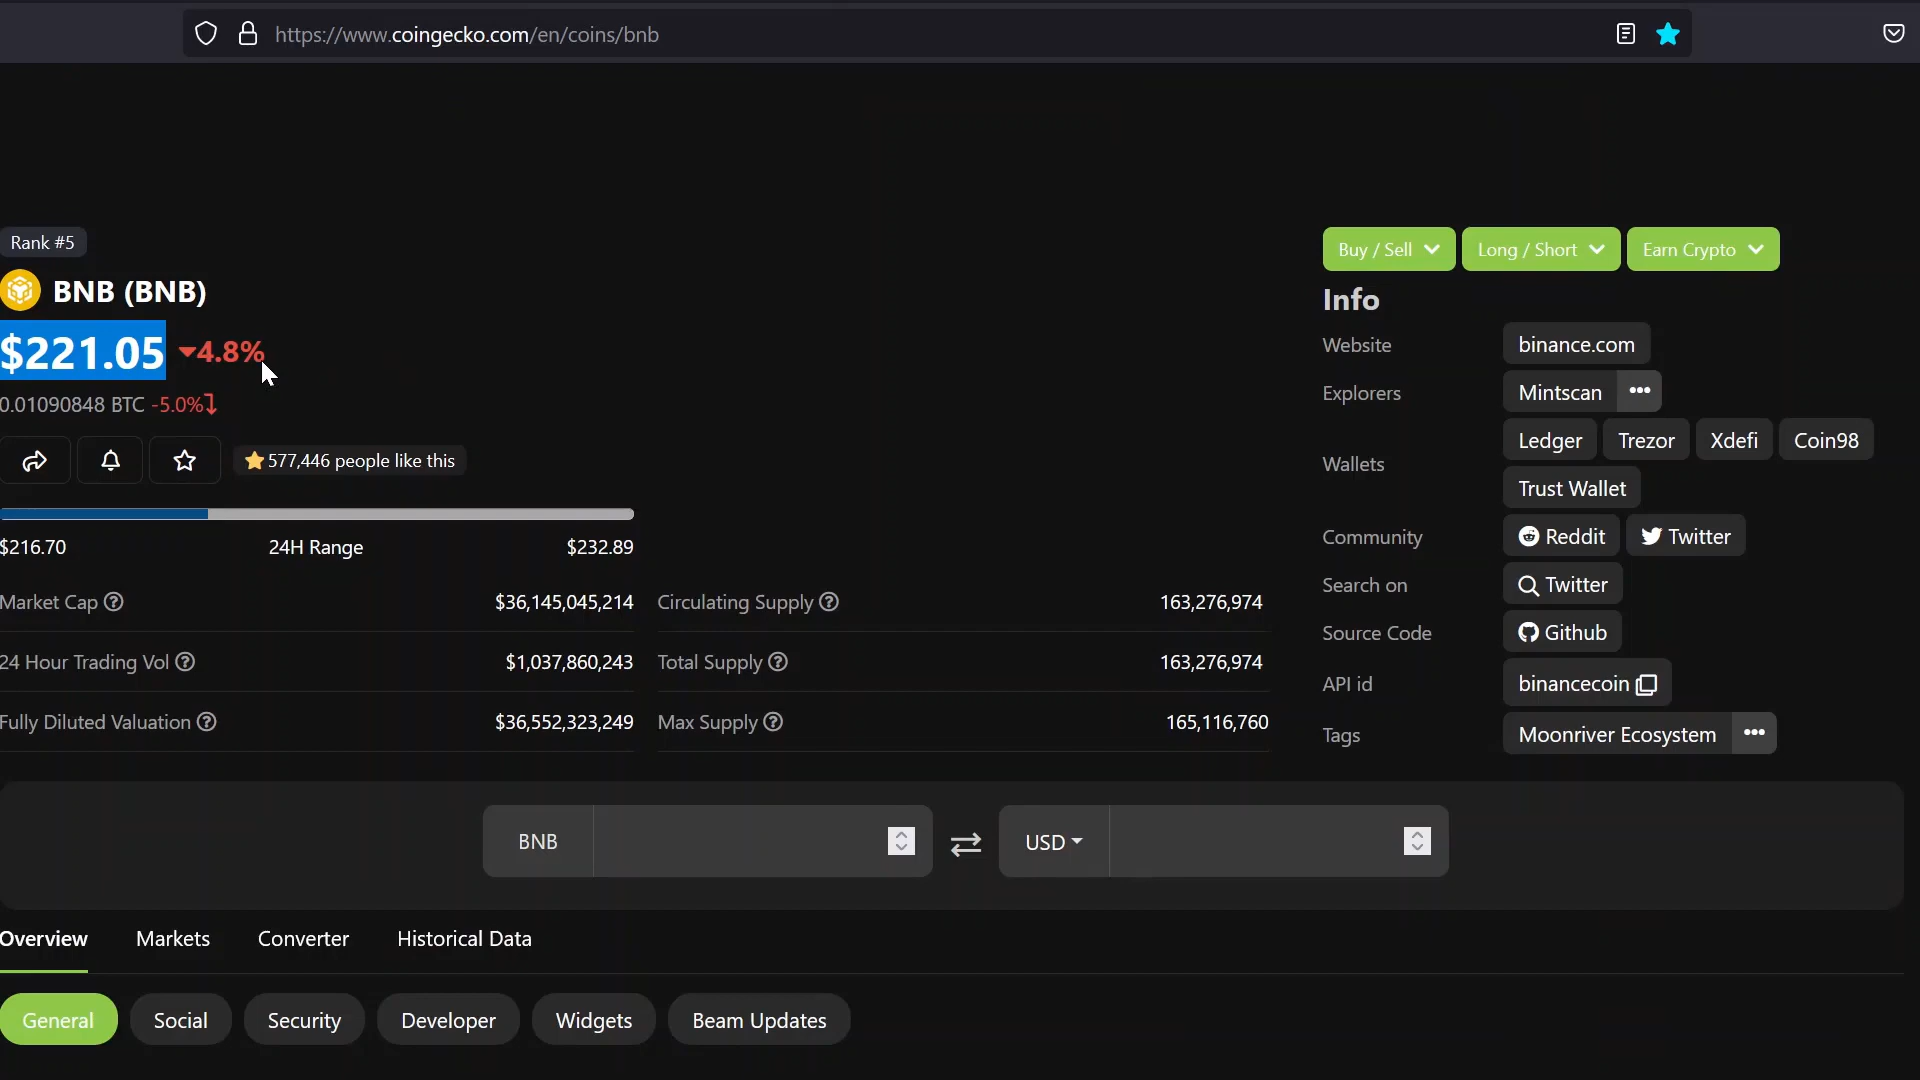 https://www.coingecko.com/en/coins/bnb
Rank #5
BNB (BNB)
$221.05 4.8%
0.01090848 BTC -5.0%
577,446 people like this
$216.70 24H Range $232.89
Market Cap $36,145,045,214
24 Hour Trading Vol $1,037,860,243
Fully Diluted Valuation $36,552,323,249
Circulating Supply 163,276,974
Total Supply 163,276,974
Max Supply 165,116,760
Buy / Sell Long / Short Earn Crypto
Info
Website binance.com
Explorers Mintscan •••
Wallets Ledger Trezor Xdefi Coin98
Trust Wallet
Community Reddit Twitter
Search on Twitter
Source Code Github
API id binancecoin
Tags Moonriver Ecosystem •••
BNB USD
Overview Markets Converter Historical Data
General Social Security Developer Widgets Beam Updates